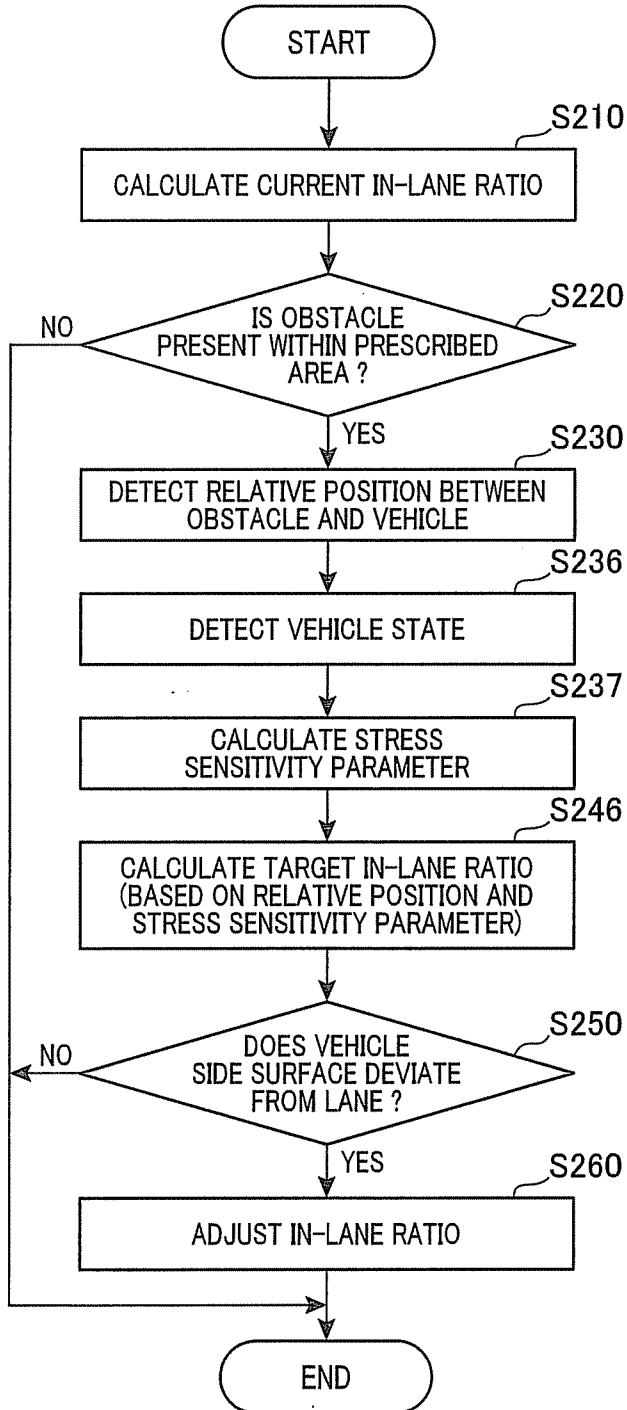 START
S210
CALCULATE CURRENT IN-LANE RATIO
S220
NO
IS OBSTACLE
PRESENT WITHIN PRESCRIBED
AREA ?
YES
S230
DETECT RELATIVE POSITION BETWEEN
OBSTACLE AND VEHICLE
S236
DETECT VEHICLE STATE
S237
CALCULATE STRESS
SENSITIVITY PARAMETER
S246
CALCULATE TARGET IN-LANE RATIO
(BASED ON RELATIVE POSITION AND
STRESS SENSITIVITY PARAMETER)
S250
NO
DOES VEHICLE
SIDE SURFACE DEVIATE
FROM LANE ?
YES
S260
ADJUST IN-LANE RATIO
END